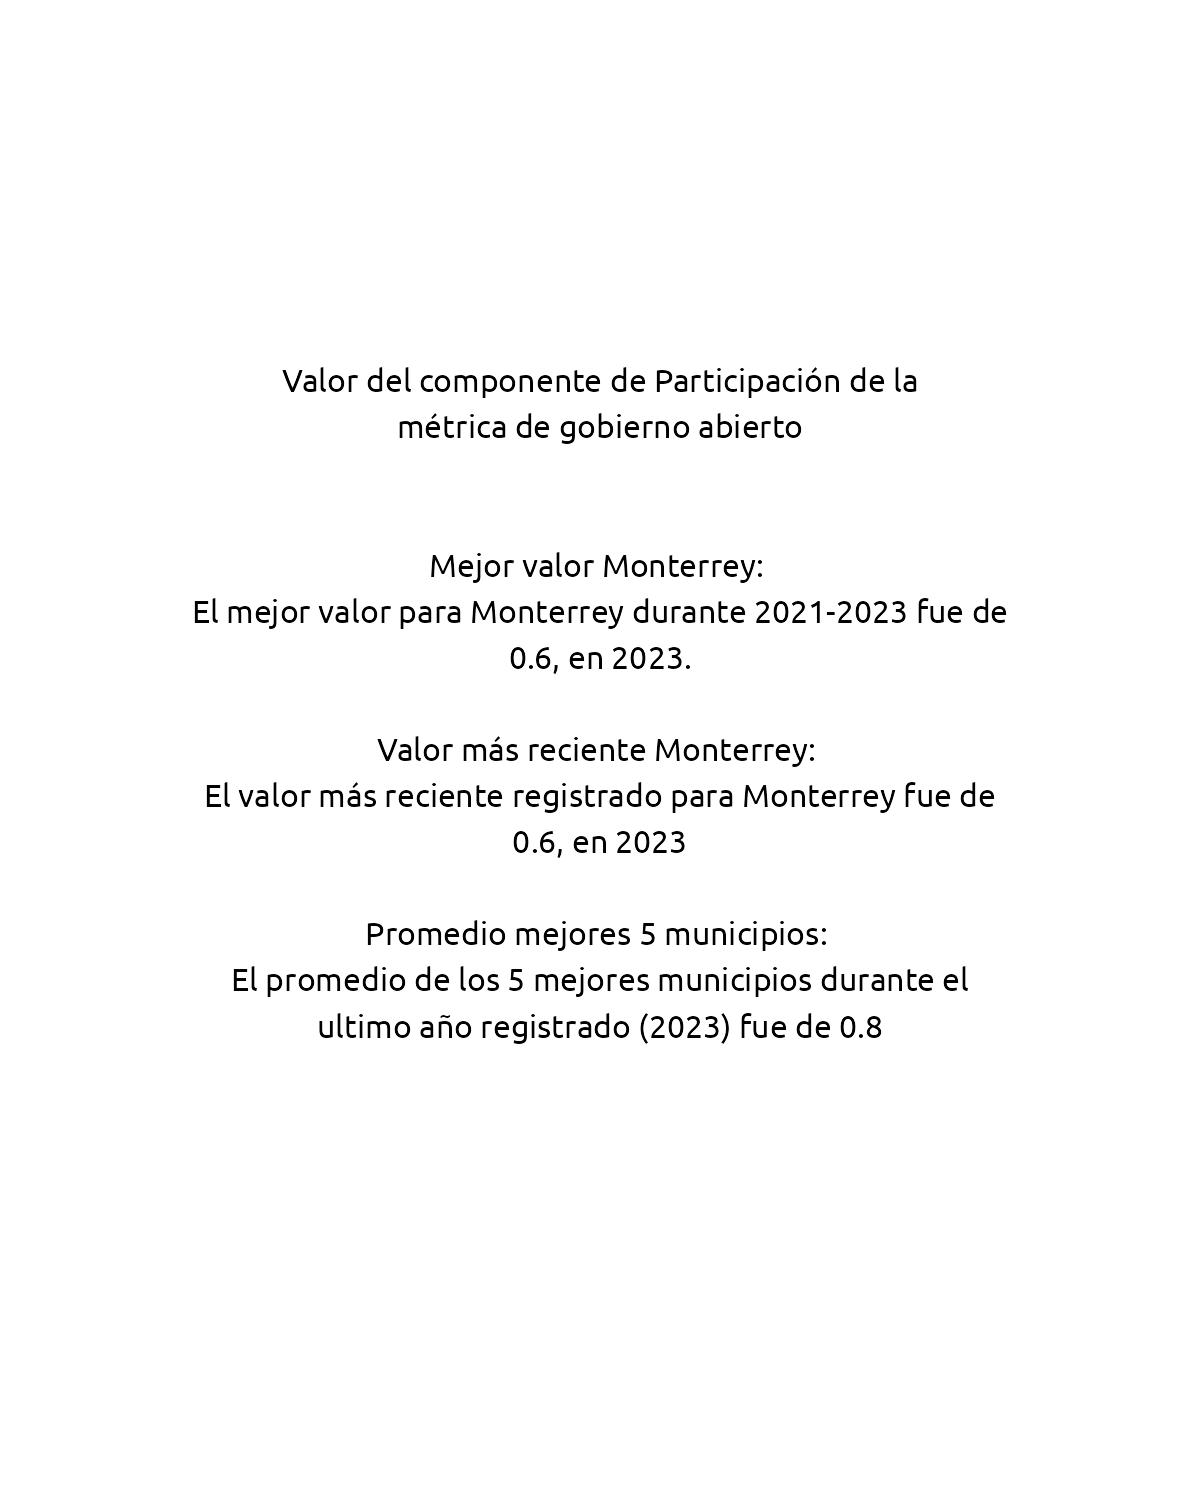 Valor del componente de Participación de la
métrica de gobierno abierto
Mejor valor Monterrey:
El mejor valor para Monterrey durante 2021-2023 fue de
0.6, en 2023.
Valor más reciente Monterrey:
El valor más reciente registrado para Monterrey fue de
0.6, en 2023
Promedio mejores 5 municipios:
El promedio de los 5 mejores municipios durante el
ultimo año registrado (2023) fue de 0.8